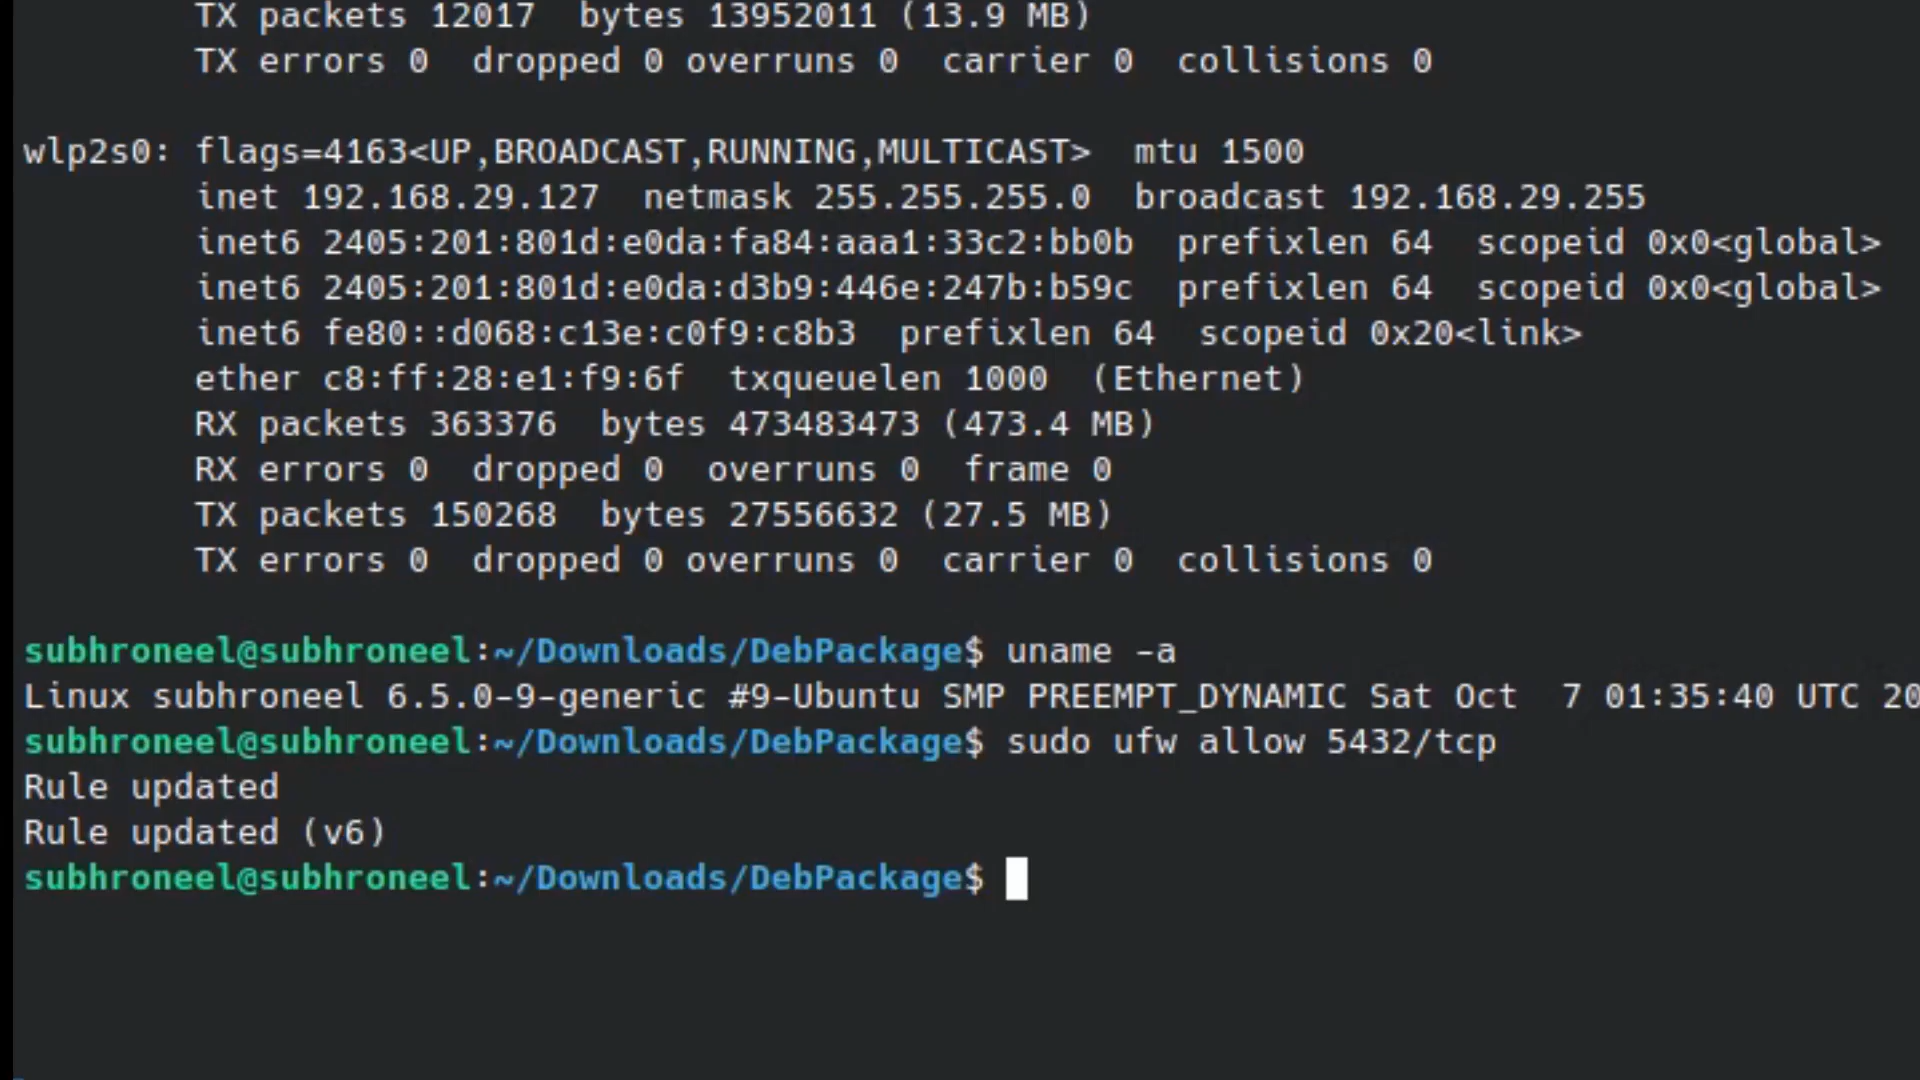 TX packets 12017  bytes 13952011 (13.9 MB)
TX errors 0  dropped 0 overruns 0  carrier 0  collisions 0
wlp2s0: flags=4163<UP,BROADCAST,RUNNING,MULTICAST>  mtu 1500
inet 192.168.29.127  netmask 255.255.255.0  broadcast 192.168.29.255
inet6 2405:201:801d:e0da:fa84:aaa1:33c2:bb0b  prefixlen 64  scopeid 0x0<global>
inet6 2405:201:801d:e0da:d3b9:446e:247b:b59c  prefixlen 64  scopeid 0x0<global>
inet6 fe80::d068:c13e:c0f9:c8b3  prefixlen 64  scopeid 0x20<link>
ether c8:ff:28:e1:f9:6f  txqueuelen 1000  (Ethernet)
RX packets 363376  bytes 473483473 (473.4 MB)
RX errors 0  dropped 0  overruns 0  frame 0
TX packets 150268  bytes 27556632 (27.5 MB)
TX errors 0  dropped 0 overruns 0  carrier 0  collisions 0
subhroneel@subhroneel:~/Downloads/DebPackage$ uname -a
Linux subhroneel 6.5.0-9-generic #9-Ubuntu SMP PREEMPT_DYNAMIC Sat Oct  7 01:35:40 UTC 20
subhroneel@subhroneel:~/Downloads/DebPackage$ sudo ufw allow 5432/tcp
Rule updated
Rule updated (v6)
subhroneel@subhroneel:~/Downloads/DebPackage$